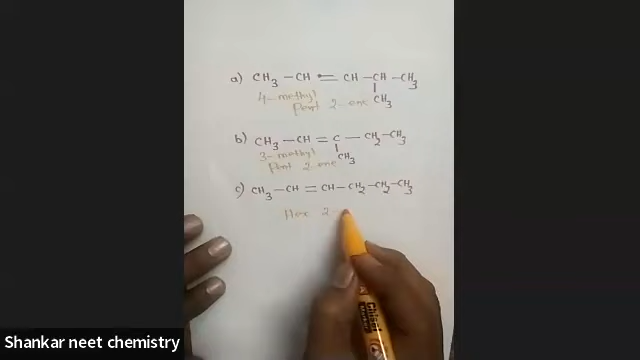 a) CH3 — CH = CH — CH — CH3
CH3
4-methyl
Pent 2-ene
b) CH3 — CH = C — CH2 — CH3
CH3
3-methyl
Pent 2 ene
c) CH3 — CH = CH — CH2 — CH2 — CH3
Hex 2
Shankar neet chemistry